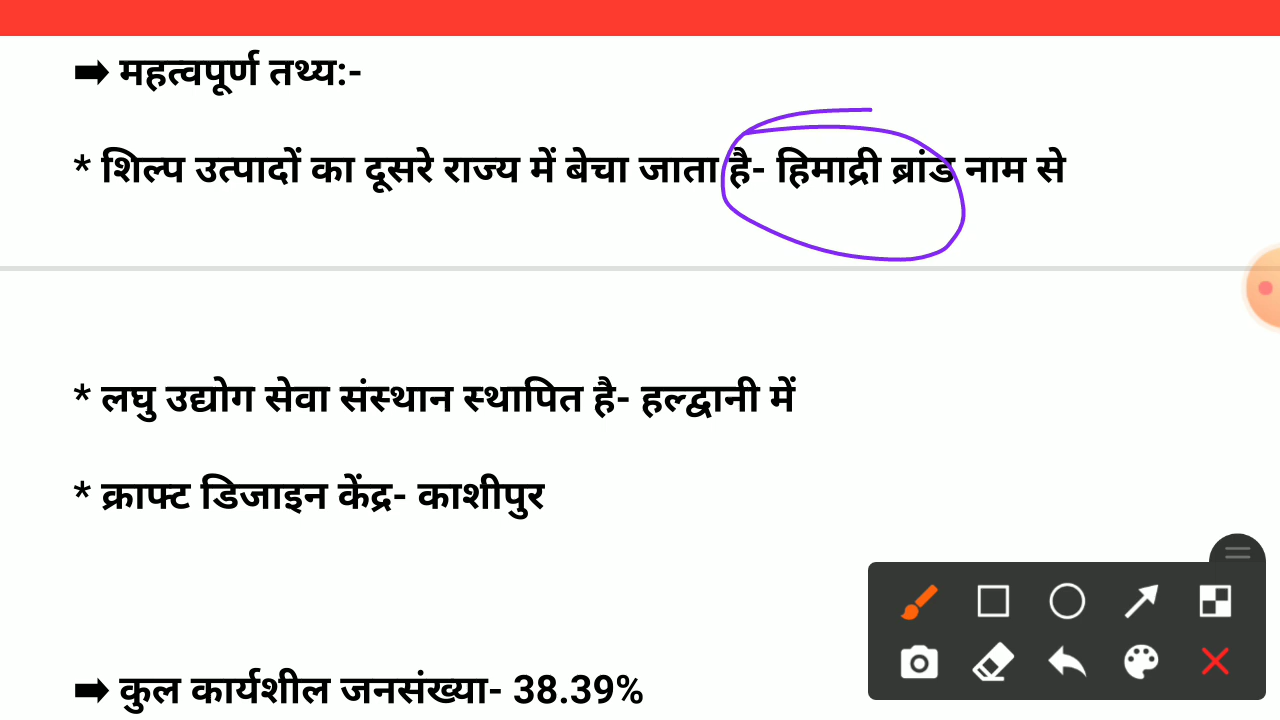 ➡ महत्वपूर्ण तथ्य:-
* शिल्प उत्पादों का दूसरे राज्य में बेचा जाता है- हिमाद्री ब्रांड नाम से
* लघु उद्योग सेवा संस्थान स्थापित है- हल्द्वानी में
* क्राफ्ट डिजाइन केंद्र- काशीपुर
➡ कुल कार्यशील जनसंख्या- 38.39%